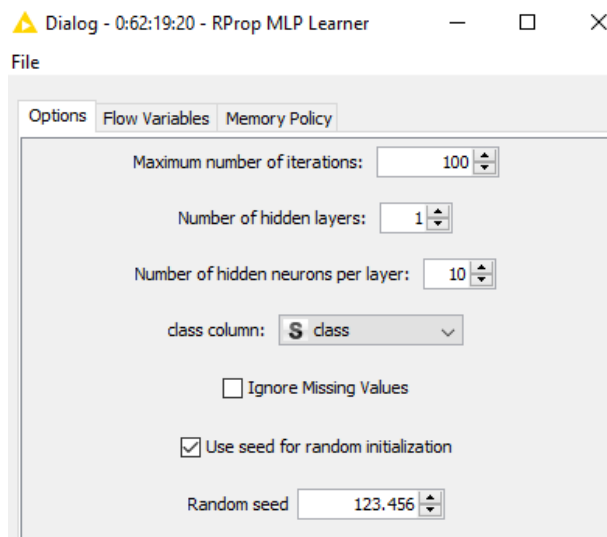 Dialog - 0:62:19:20 - RProp MLP Learner
File
Options Flow Variables Memory Policy
Maximum number of iterations: 100
Number of hidden layers: 1
Number of hidden neurons per layer: 10
class column: S class
Ignore Missing Values
Use seed for random initialization
Random seed 123.456